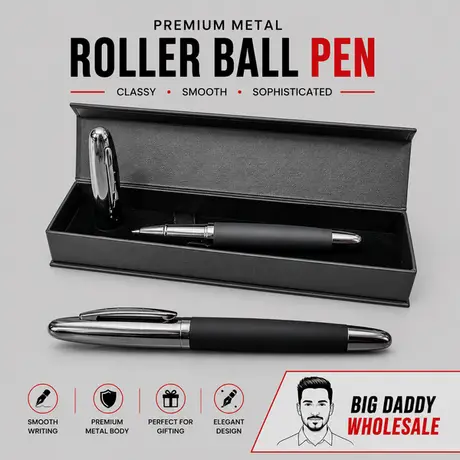 PREMIUM METAL
ROLLER BALL PEN
CLASSY • SMOOTH • SOPHISTICATED
SMOOTH
WRITING
PREMIUM
METAL BODY
PERFECT FOR
GIFTING
ELEGANT
DESIGN
BIG DADDY
WHOLESALE